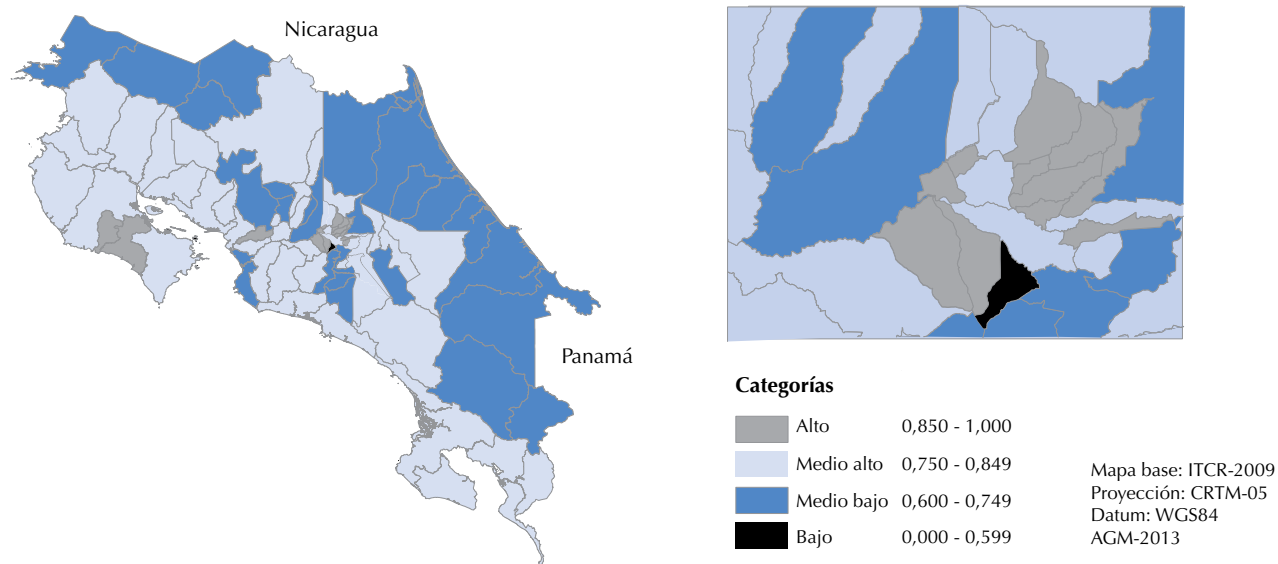 Nicaragua
Panamá
Categorías
Alto 0,850 - 1,000
Medio alto 0,750 - 0,849
Medio bajo 0,600 - 0,749
Bajo 0,000 - 0,599
Mapa base: ITCR-2009
Proyección: CRTM-05
Datum: WGS84
AGM-2013